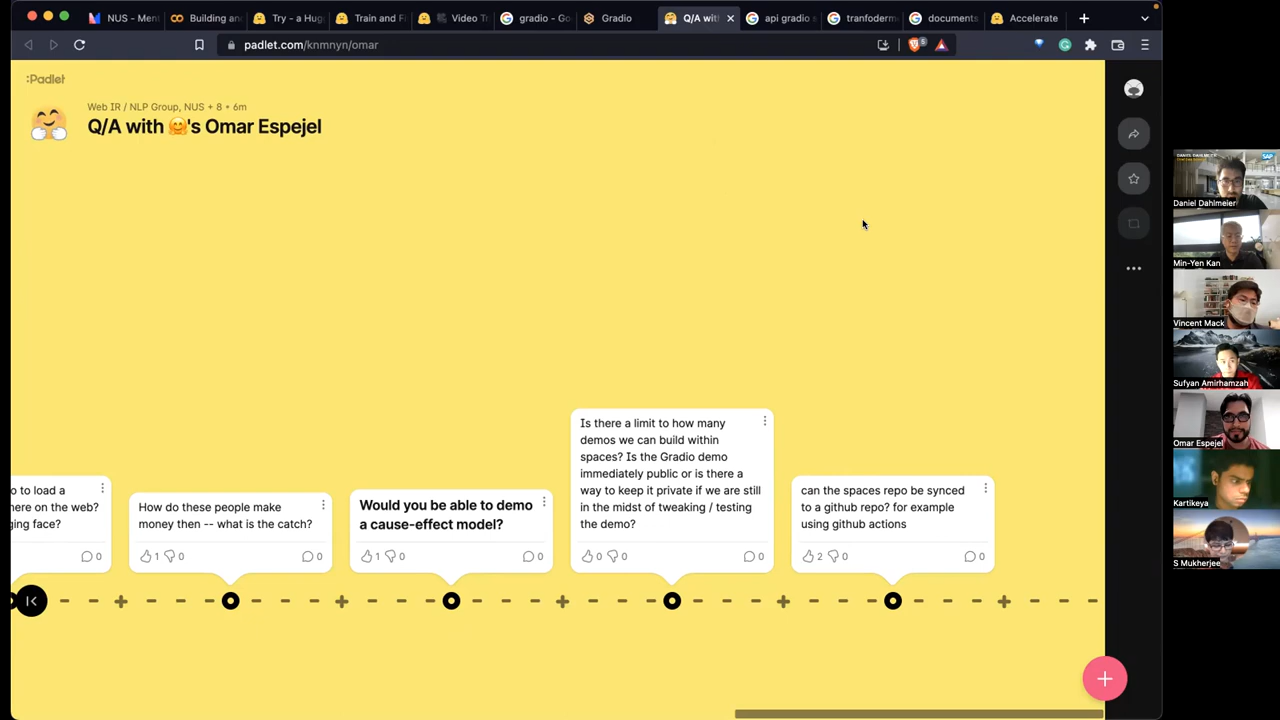 NUS - Men
Building an
Try - a Hug
Train and F
Video T
gradio - Go
Gradio
Q/A with
api gradio s
tranfoderm
documents
Accelerate
padlet.com/knmnyn/omar
5
:Padlet
Web IR / NLP Group, NUS + 8 • 6m
Q/A with 🤗's Omar Espejel
o to load a
ere on the web?
ging face?
0
How do these people make
money then -- what is the catch?
1 0 0
Would you be able to demo
a cause-effect model?
1 0 0
Is there a limit to how many
demos we can build within
spaces? Is the Gradio demo
immediately public or is there a
way to keep it private if we are still
in the midst of tweaking / testing
the demo?
0 0 0
can the spaces repo be synced
to a github repo? for example
using github actions
2 0 0
DANIEL DAHLMEIER
SAP
Daniel Dahlmeier
Min-Yen Kan
Vincent Mack
Sufyan Amirhamzah
Omar Espejel
Kartikeya
S Mukherjee